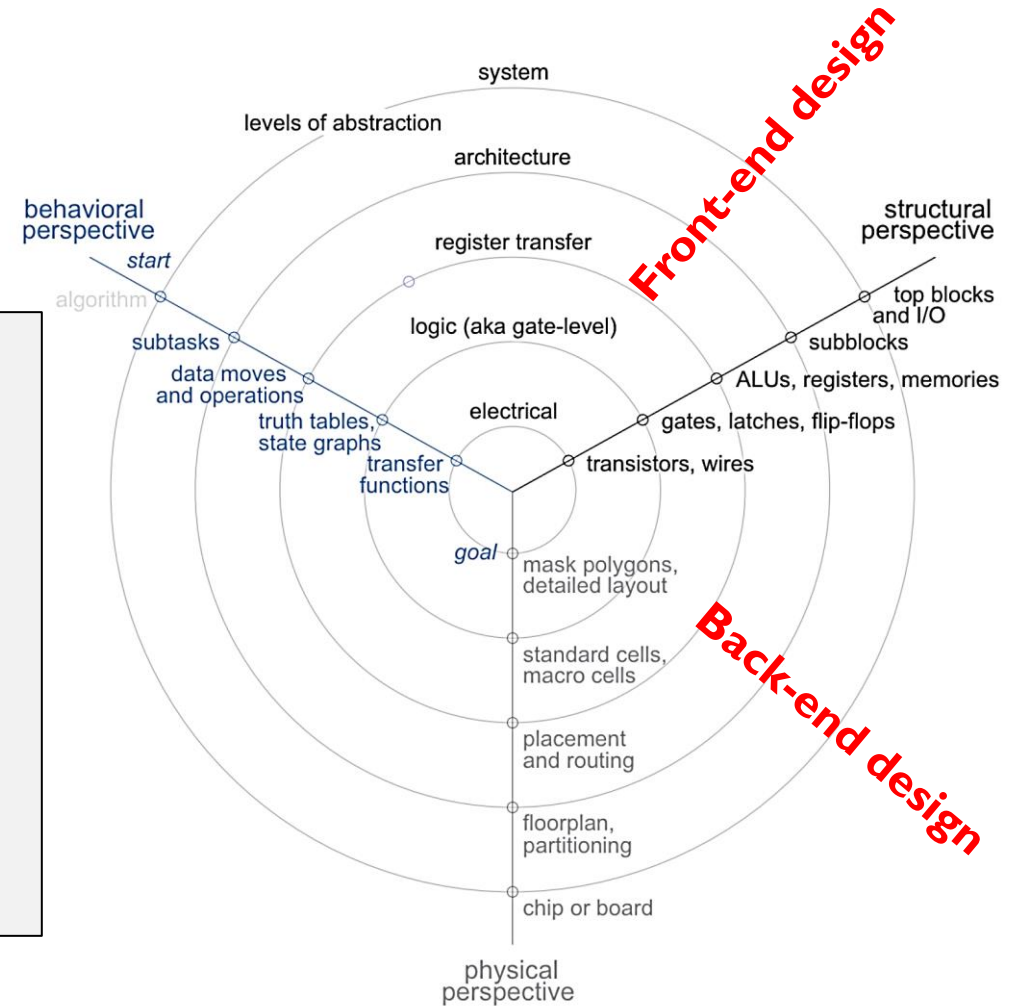 system
levels of abstraction
architecture
Front-end design
behavioral
perspective
structural
perspective
register transfer
start
algorithm
top blocks
and I/O
logic (aka gate-level)
subtasks
subblocks
data moves
and operations
ALUs, registers, memories
electrical
truth tables,
state graphs
gates, latches, flip-flops
transfer
functions
transistors, wires
goal
mask polygons,
detailed layout
Back-end design
standard cells,
macro cells
placement
and routing
floorplan,
partitioning
chip or board
physical
perspective